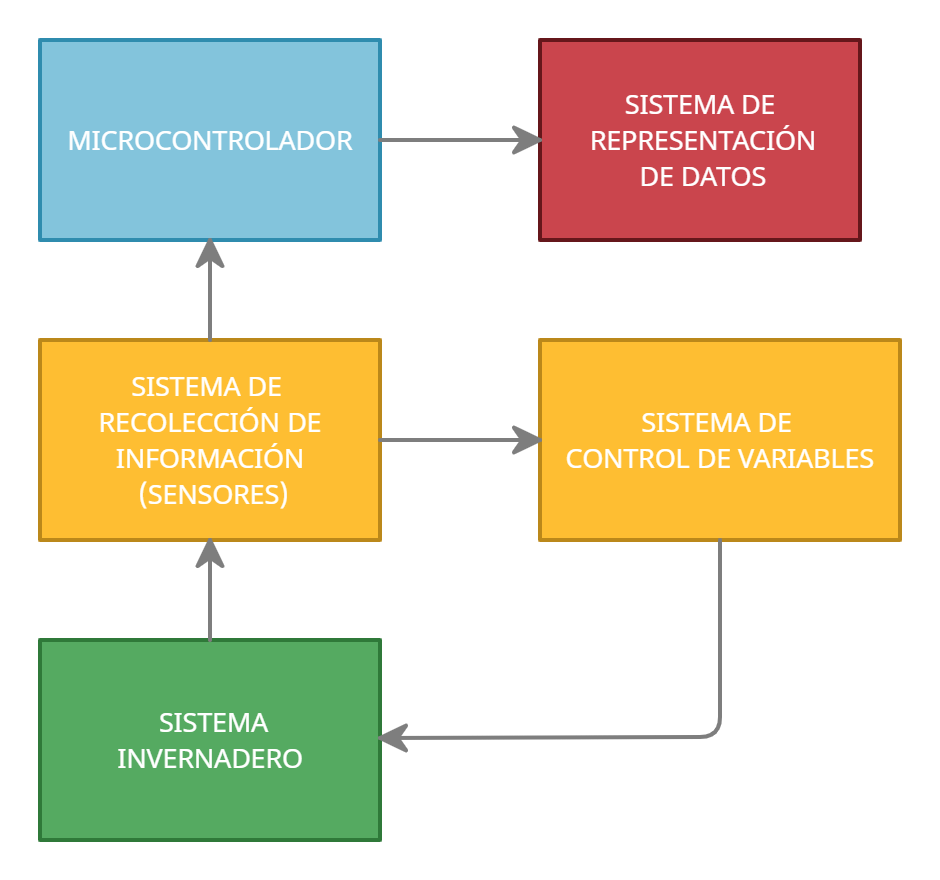 MICROCONTROLADOR
SISTEMA DE
REPRESENTACIÓN
DE DATOS
SISTEMA DE
RECOLECCIÓN DE
INFORMACIÓN
(SENSORES)
SISTEMA DE
CONTROL DE VARIABLES
SISTEMA
INVERNADERO